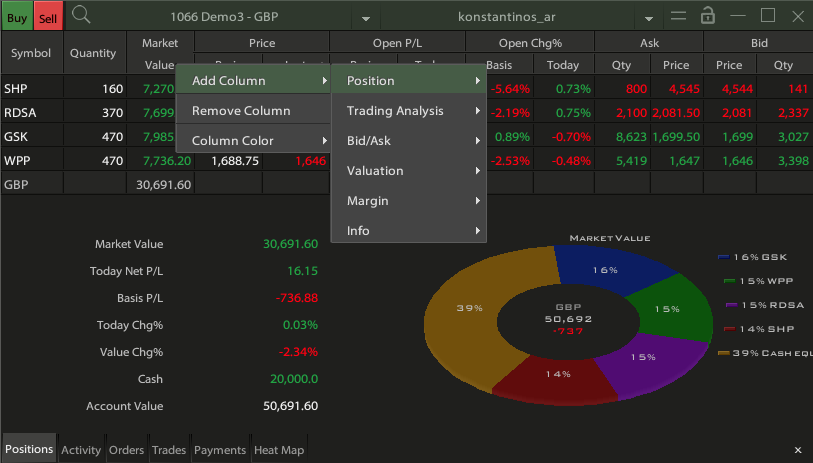 Buy Sell 1066 Demo3 - GBP konstantinos_ar
Symbol Quantity Market Value Price Open P/L Open Chg% Ask Bid
Basis Today Qty Price Price Qty
SHP 160 7,270 -5.64% 0.73% 800 4,545 4,544 141
RDSA 370 7,699 -2.19% 0.75% 2,100 2,081.50 2,081 2,337
GSK 470 7,985 0.89% -0.70% 8,623 1,699.50 1,699 3,027
WPP 470 7,736.20 1,688.75 1,646 -2.53% -0.48% 5,419 1,647 1,646 3,398
GBP 30,691.60
Add Column
Remove Column
Column Color
Position
Trading Analysis
Bid/Ask
Valuation
Margin
Info
Market Value 30,691.60
Today Net P/L 16.15
Basis P/L -736.88
Today Chg% 0.03%
Value Chg% -2.34%
Cash 20,000.0
Account Value 50,691.60
Market Value
16%
15%
15%
14%
39%
GBP
50,692
-737
16% GSK
15% WPP
15% RDSA
14% SHP
39% Cash equ
Positions Activity Orders Trades Payments Heat Map x